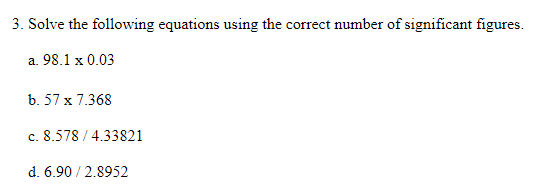 3. Solve the following equations using the correct number of significant figures.
a. 98.1 x 0.03
b. 57 x 7.368
c. 8.578 / 4.33821
d. 6.90 / 2.8952